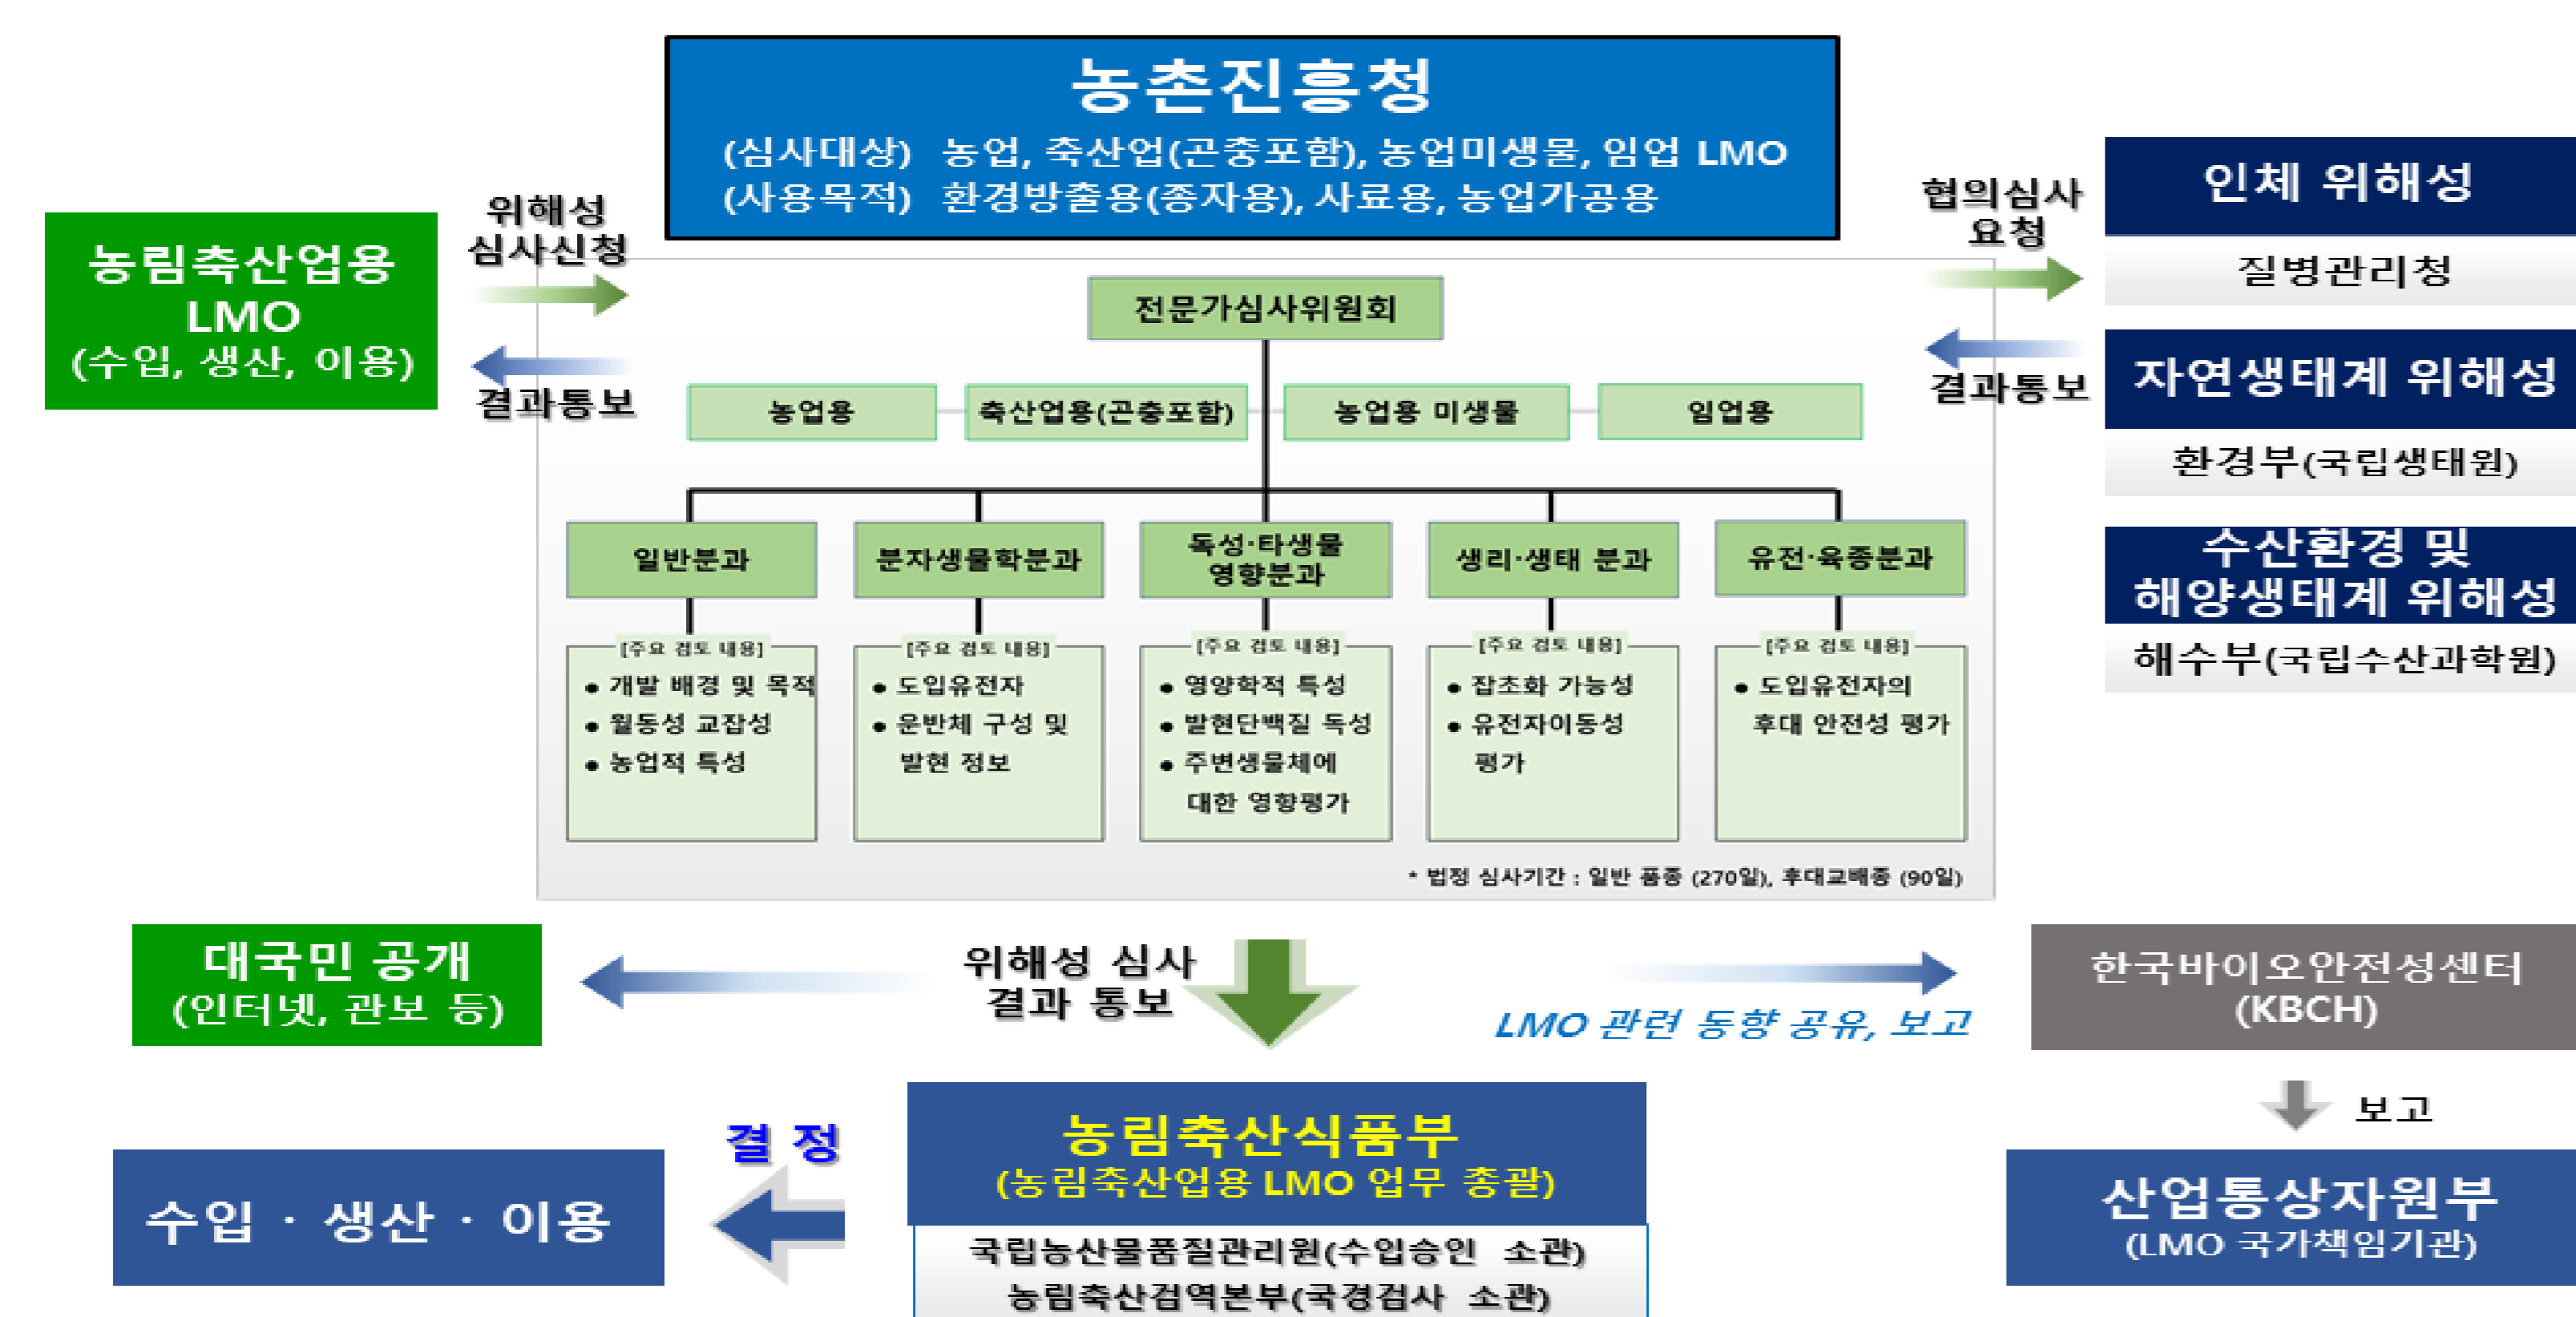 농촌진흥청
(심사대상) 농업, 축산업(곤충포함), 농업미생물, 임업 LMO
(사용목적) 환경방출용(종자용), 사료용, 농업가공용
농림축산업용
LMO
(수입, 생산, 이용)
위해성
심사신청
결과통보
협의심사
요청
결과통보
인체 위해성
질병관리청
자연생태계 위해성
환경부(국립생태원)
수산환경 및
해양생태계 위해성
해수부(국립수산과학원)
전문가심사위원회
농업용
축산업용(곤충포함)
농업용 미생물
임업용
일반분과
[주요 검토 내용]
● 개발 배경 및 목적
● 월동성 교잡성
● 농업적 특성
분자생물학분과
[주요 검토 내용]
● 도입유전자
● 운반체 구성 및
발현 정보
독성·타생물
영향분과
[주요 검토 내용]
● 영양학적 특성
● 발현단백질 독성
● 주변생물체에
대한 영향평가
생리·생태 분과
[주요 검토 내용]
● 잡초화 가능성
● 유전자이동성
평가
유전·육종분과
[주요 검토 내용]
● 도입유전자의
후대 안전성 평가
* 법정 심사기간 : 일반 품종 (270일), 후대교배종 (90일)
대국민 공개
(인터넷, 관보 등)
위해성 심사
결과 통보
LMO 관련 동향 공유, 보고
한국바이오안전성센터
(KBCH)
보고
산업통상자원부
(LMO 국가책임기관)
농림축산식품부
(농림축산업용 LMO 업무 총괄)
국립농산물품질관리원(수입승인 소관)
농림축산검역본부(국경검사 소관)
결 정
수입 · 생산 · 이용